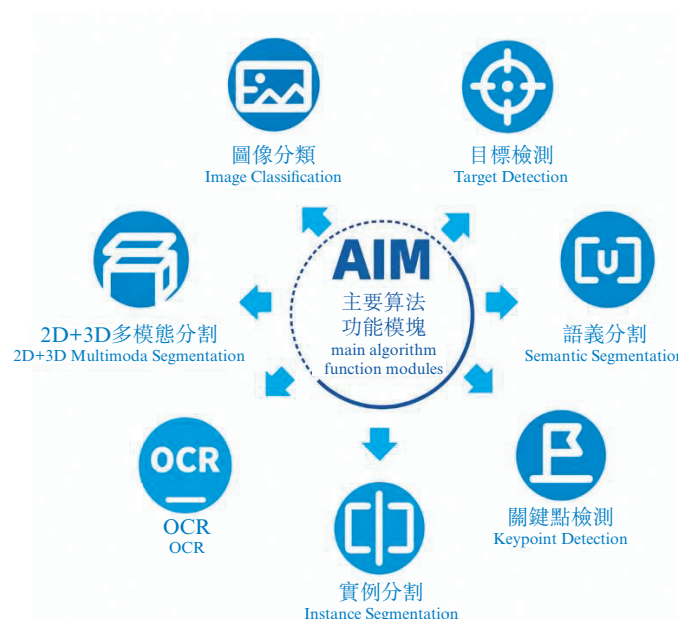 圖像分類
Image Classification
目標檢測
Target Detection
AIM
主要算法
功能模塊
main algorithm
function modules
2D+3D多模態分割
2D+3D Multimoda Segmentation
語義分割
Semantic Segmentation
OCR
OCR
OCR
關鍵點檢測
Keypoint Detection
實例分割
Instance Segmentation